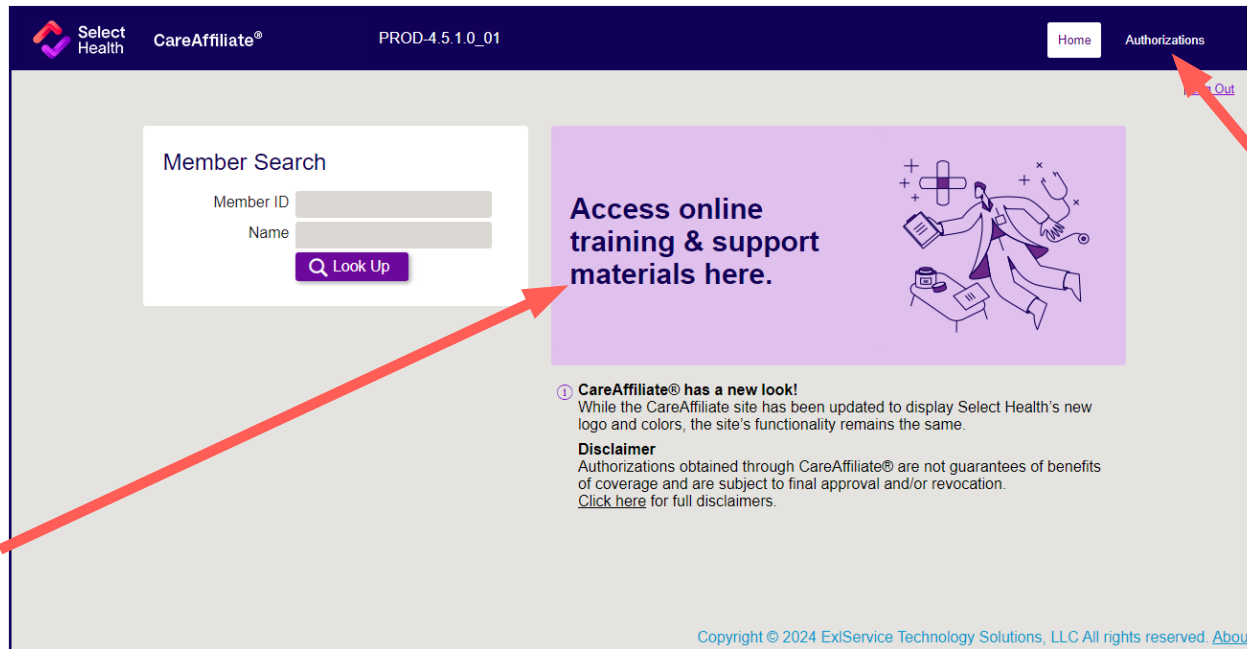 Select
Health
CareAffiliate®
PROD-4.5.1.0_01
Home
Authorizations
Out
Member Search
Member ID
Name
Look Up
Access online
training & support
materials here.
CareAffiliate® has a new look!
While the CareAffiliate site has been updated to display Select Health's new
logo and colors, the site's functionality remains the same.
Disclaimer
Authorizations obtained through CareAffiliate® are not guarantees of benefits
of coverage and are subject to final approval and/or revocation.
Click here for full disclaimers.
Copyright © 2024 ExlService Technology Solutions, LLC All rights reserved. Abou